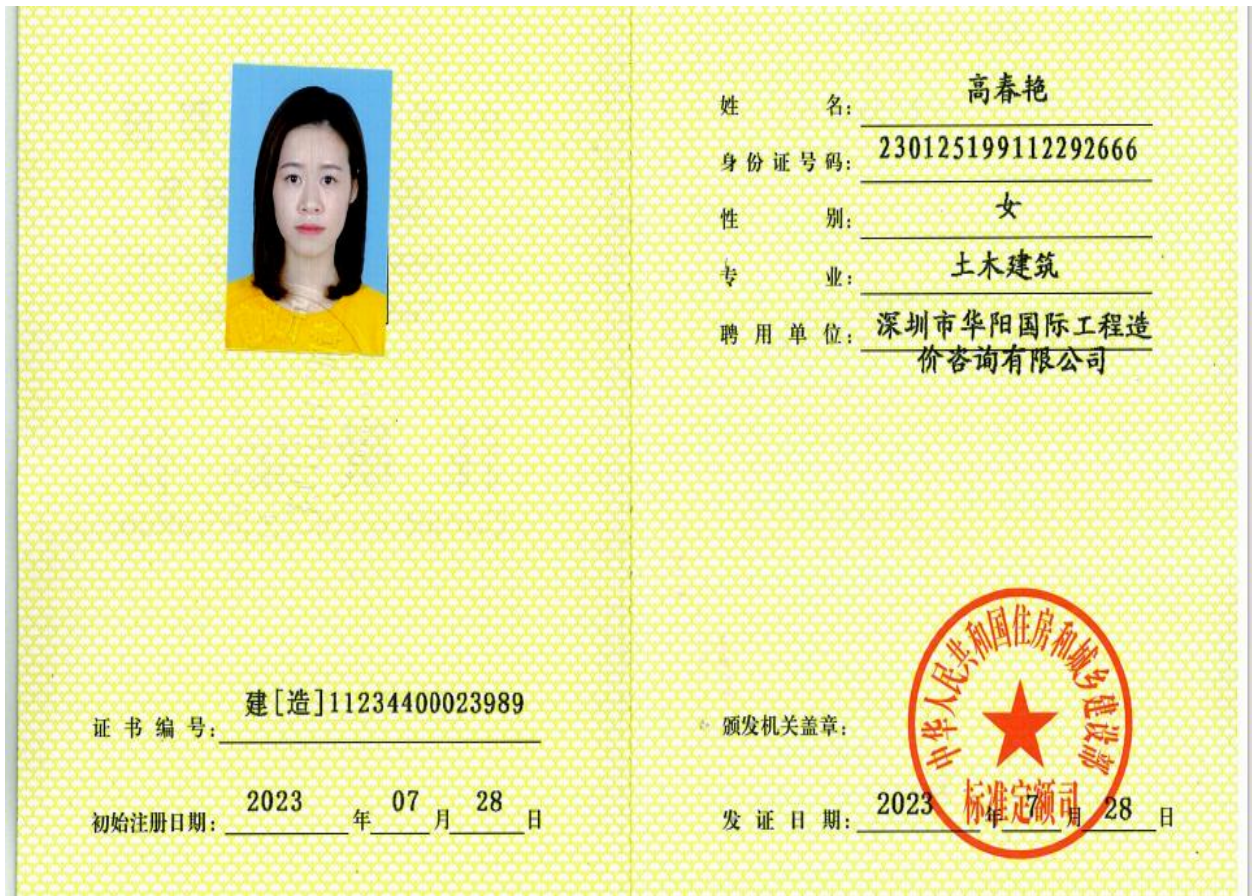 姓 名: 高春艳
身份证号码: 230125199112292666
性 别: 女
专 业: 土木建筑
聘用单位: 深圳市华阳国际工程造
价咨询有限公司
证书编号: 建[造]11234400023989
初始注册日期: 2023 年 07 月 28 日
颁发机关盖章:
中华人民共和国住房和城乡建设部
标准定额司
发证日期: 2023 年 7 月 28 日